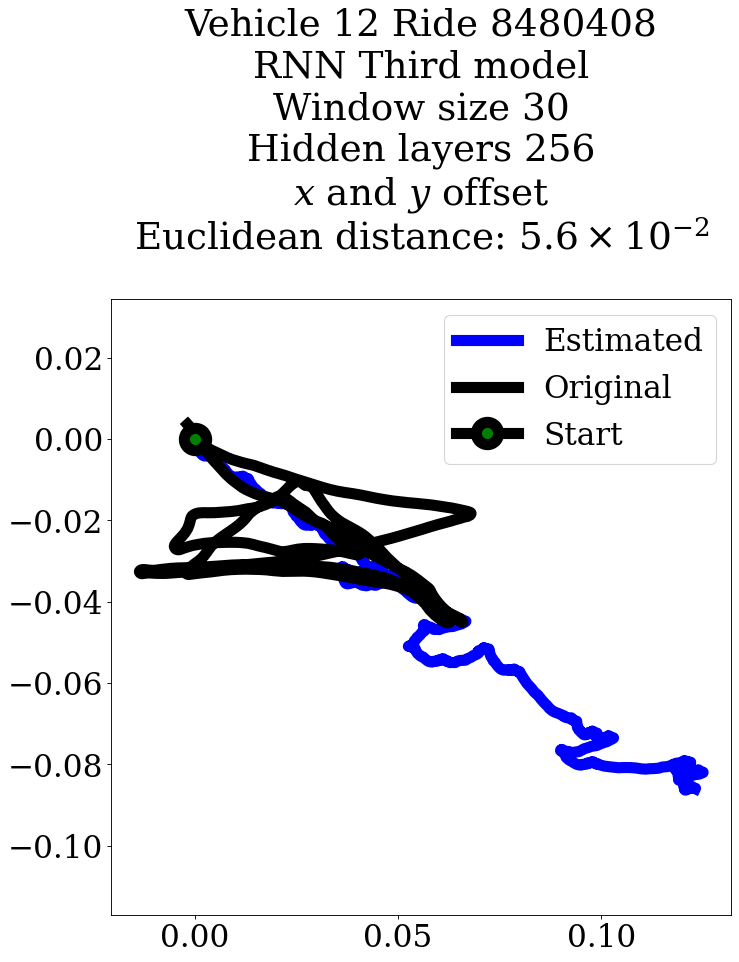 Vehicle 12 Ride 8480408
RNN Third model
Window size 30
Hidden layers 256
x and y offset
Euclidean distance: 5.6 × 10⁻²
Estimated
Original
Start
0.02
0.00
−0.02
−0.04
−0.06
−0.08
−0.10
0.00 0.05 0.10